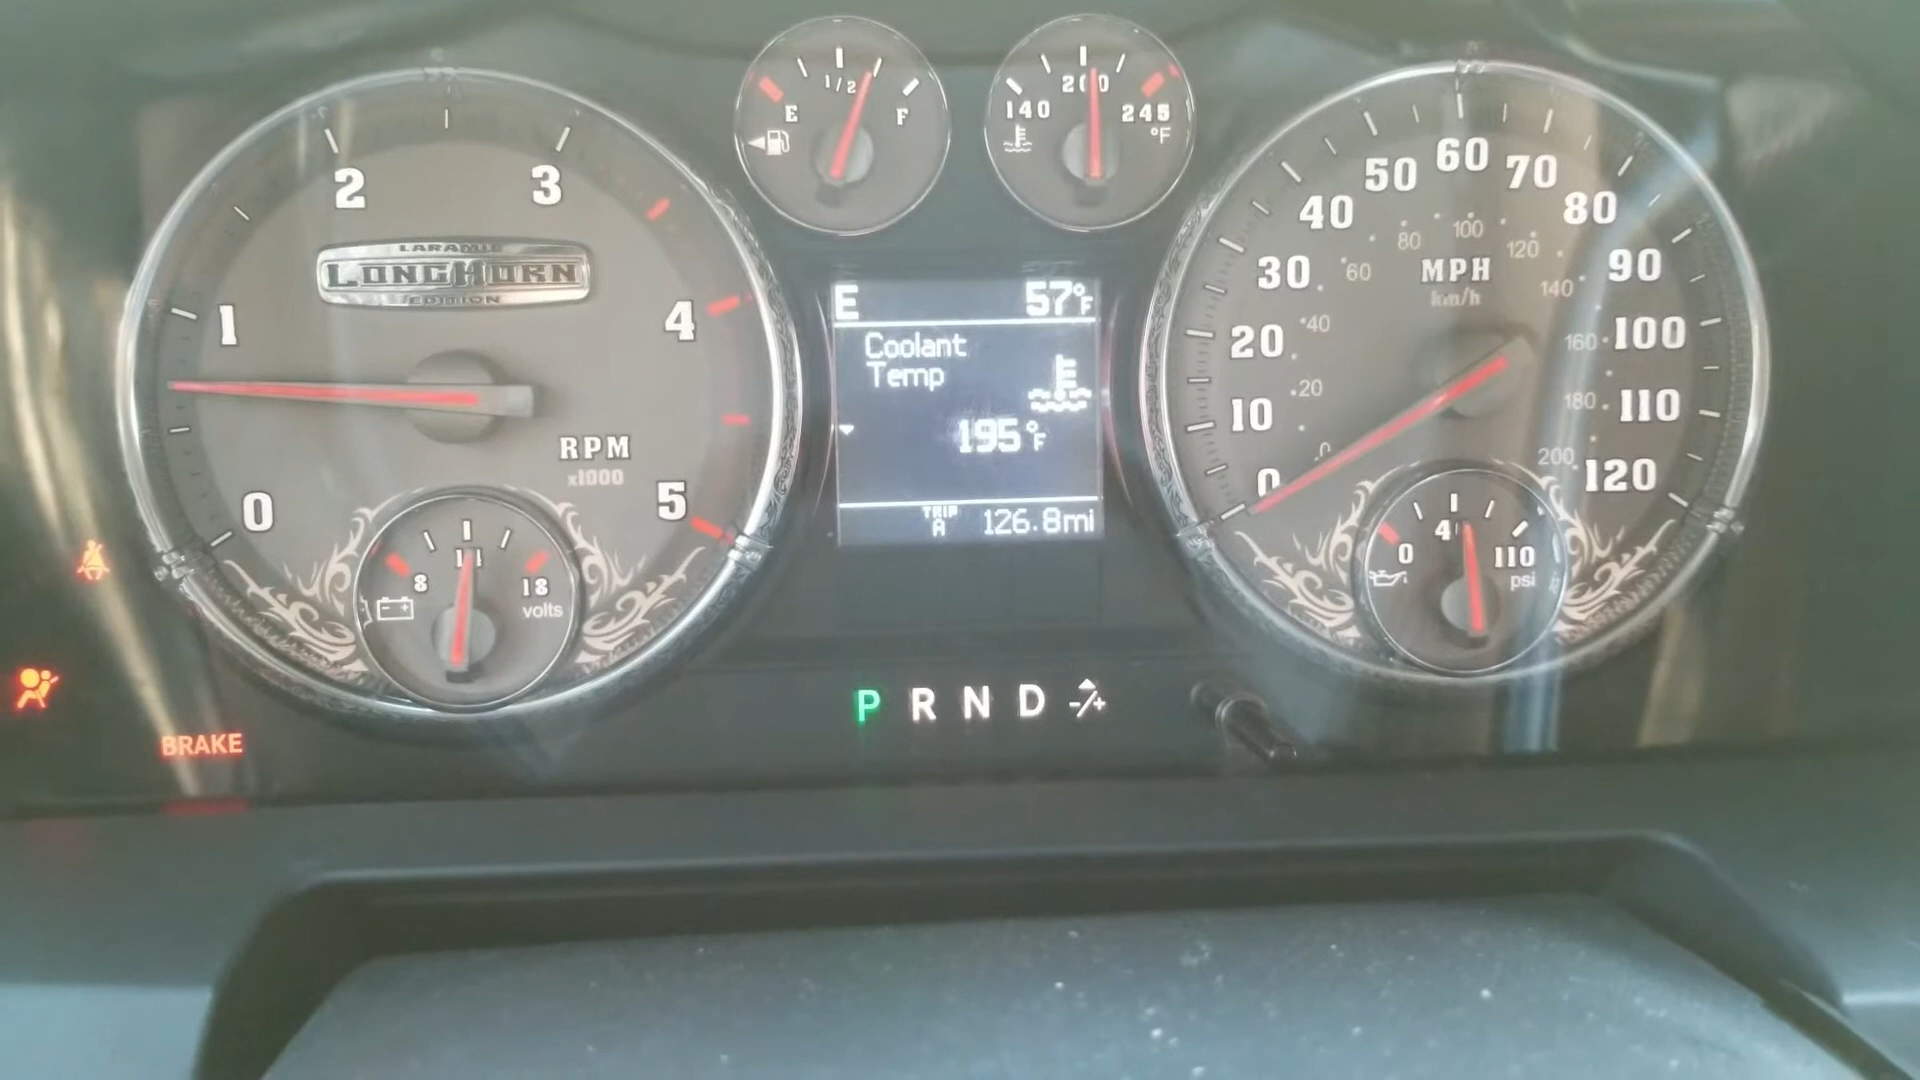 E 1/2 F
140 200 245
°F
0 1 2 3 4 5
LARAMIE
LONGHORN
EDITION
RPM
x1000
8 14 18
volts
E 57°F
Coolant
Temp
195°F
TRIP
A 126.8mi
0 10 20 30 40 50 60 70 80 90 100 110 120
0 20 40 60 80 100 120 140 160 180 200
MPH
km/h
0 110
psi
P R N D -/+
BRAKE